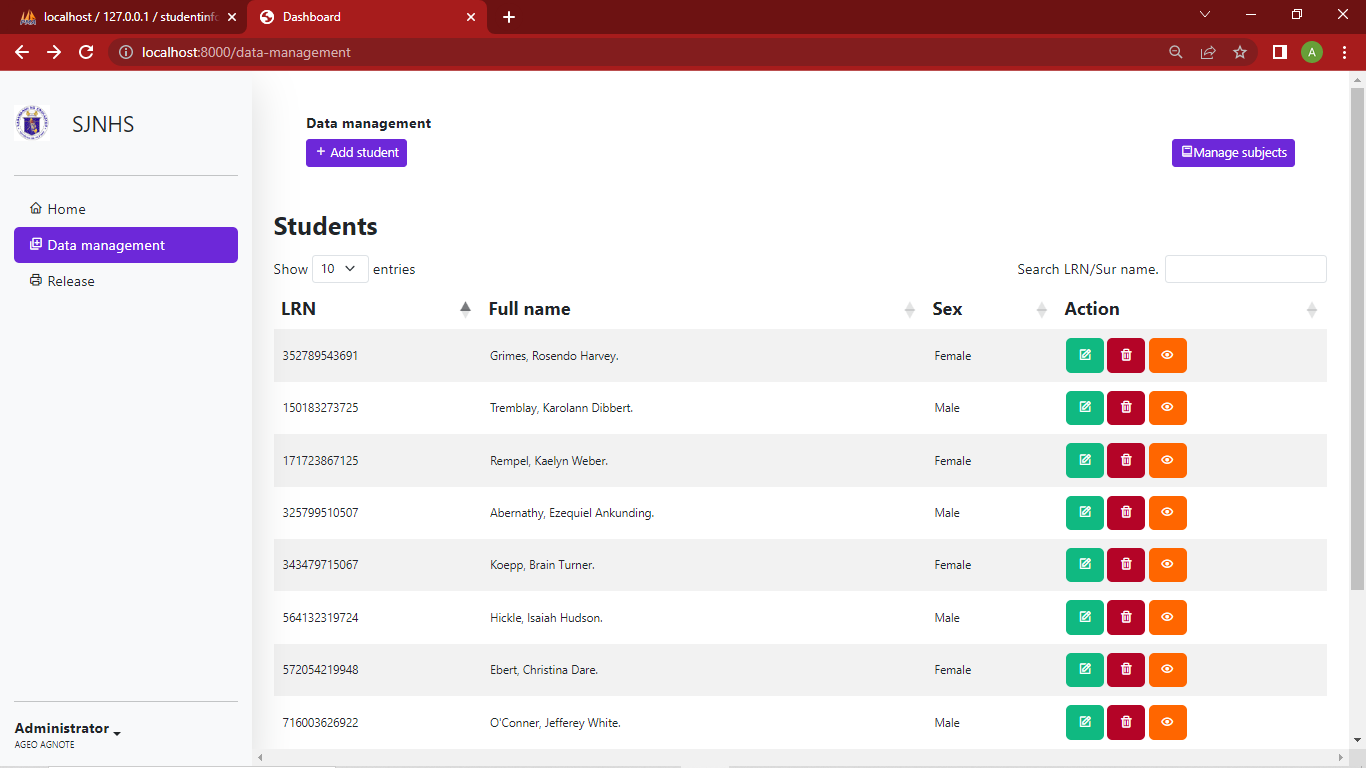 localhost / 127.0.0.1 / studentinfo
Dashboard
localhost:8000/data-management
A
SJNHS
Home
Data management
Release
Administrator
AGEO AGNOTE
Data management
+ Add student
Manage subjects
Students
Show 10 entries
Search LRN/Sur name.
LRN Full name Sex Action
352789543691 Grimes, Rosendo Harvey. Female
150183273725 Tremblay, Karolann Dibbert. Male
171723867125 Rempel, Kaelyn Weber. Female
325799510507 Abernathy, Ezequiel Ankunding. Male
343479715067 Koepp, Brain Turner. Female
564132319724 Hickle, Isaiah Hudson. Male
572054219948 Ebert, Christina Dare. Female
716003626922 O'Conner, Jefferey White. Male